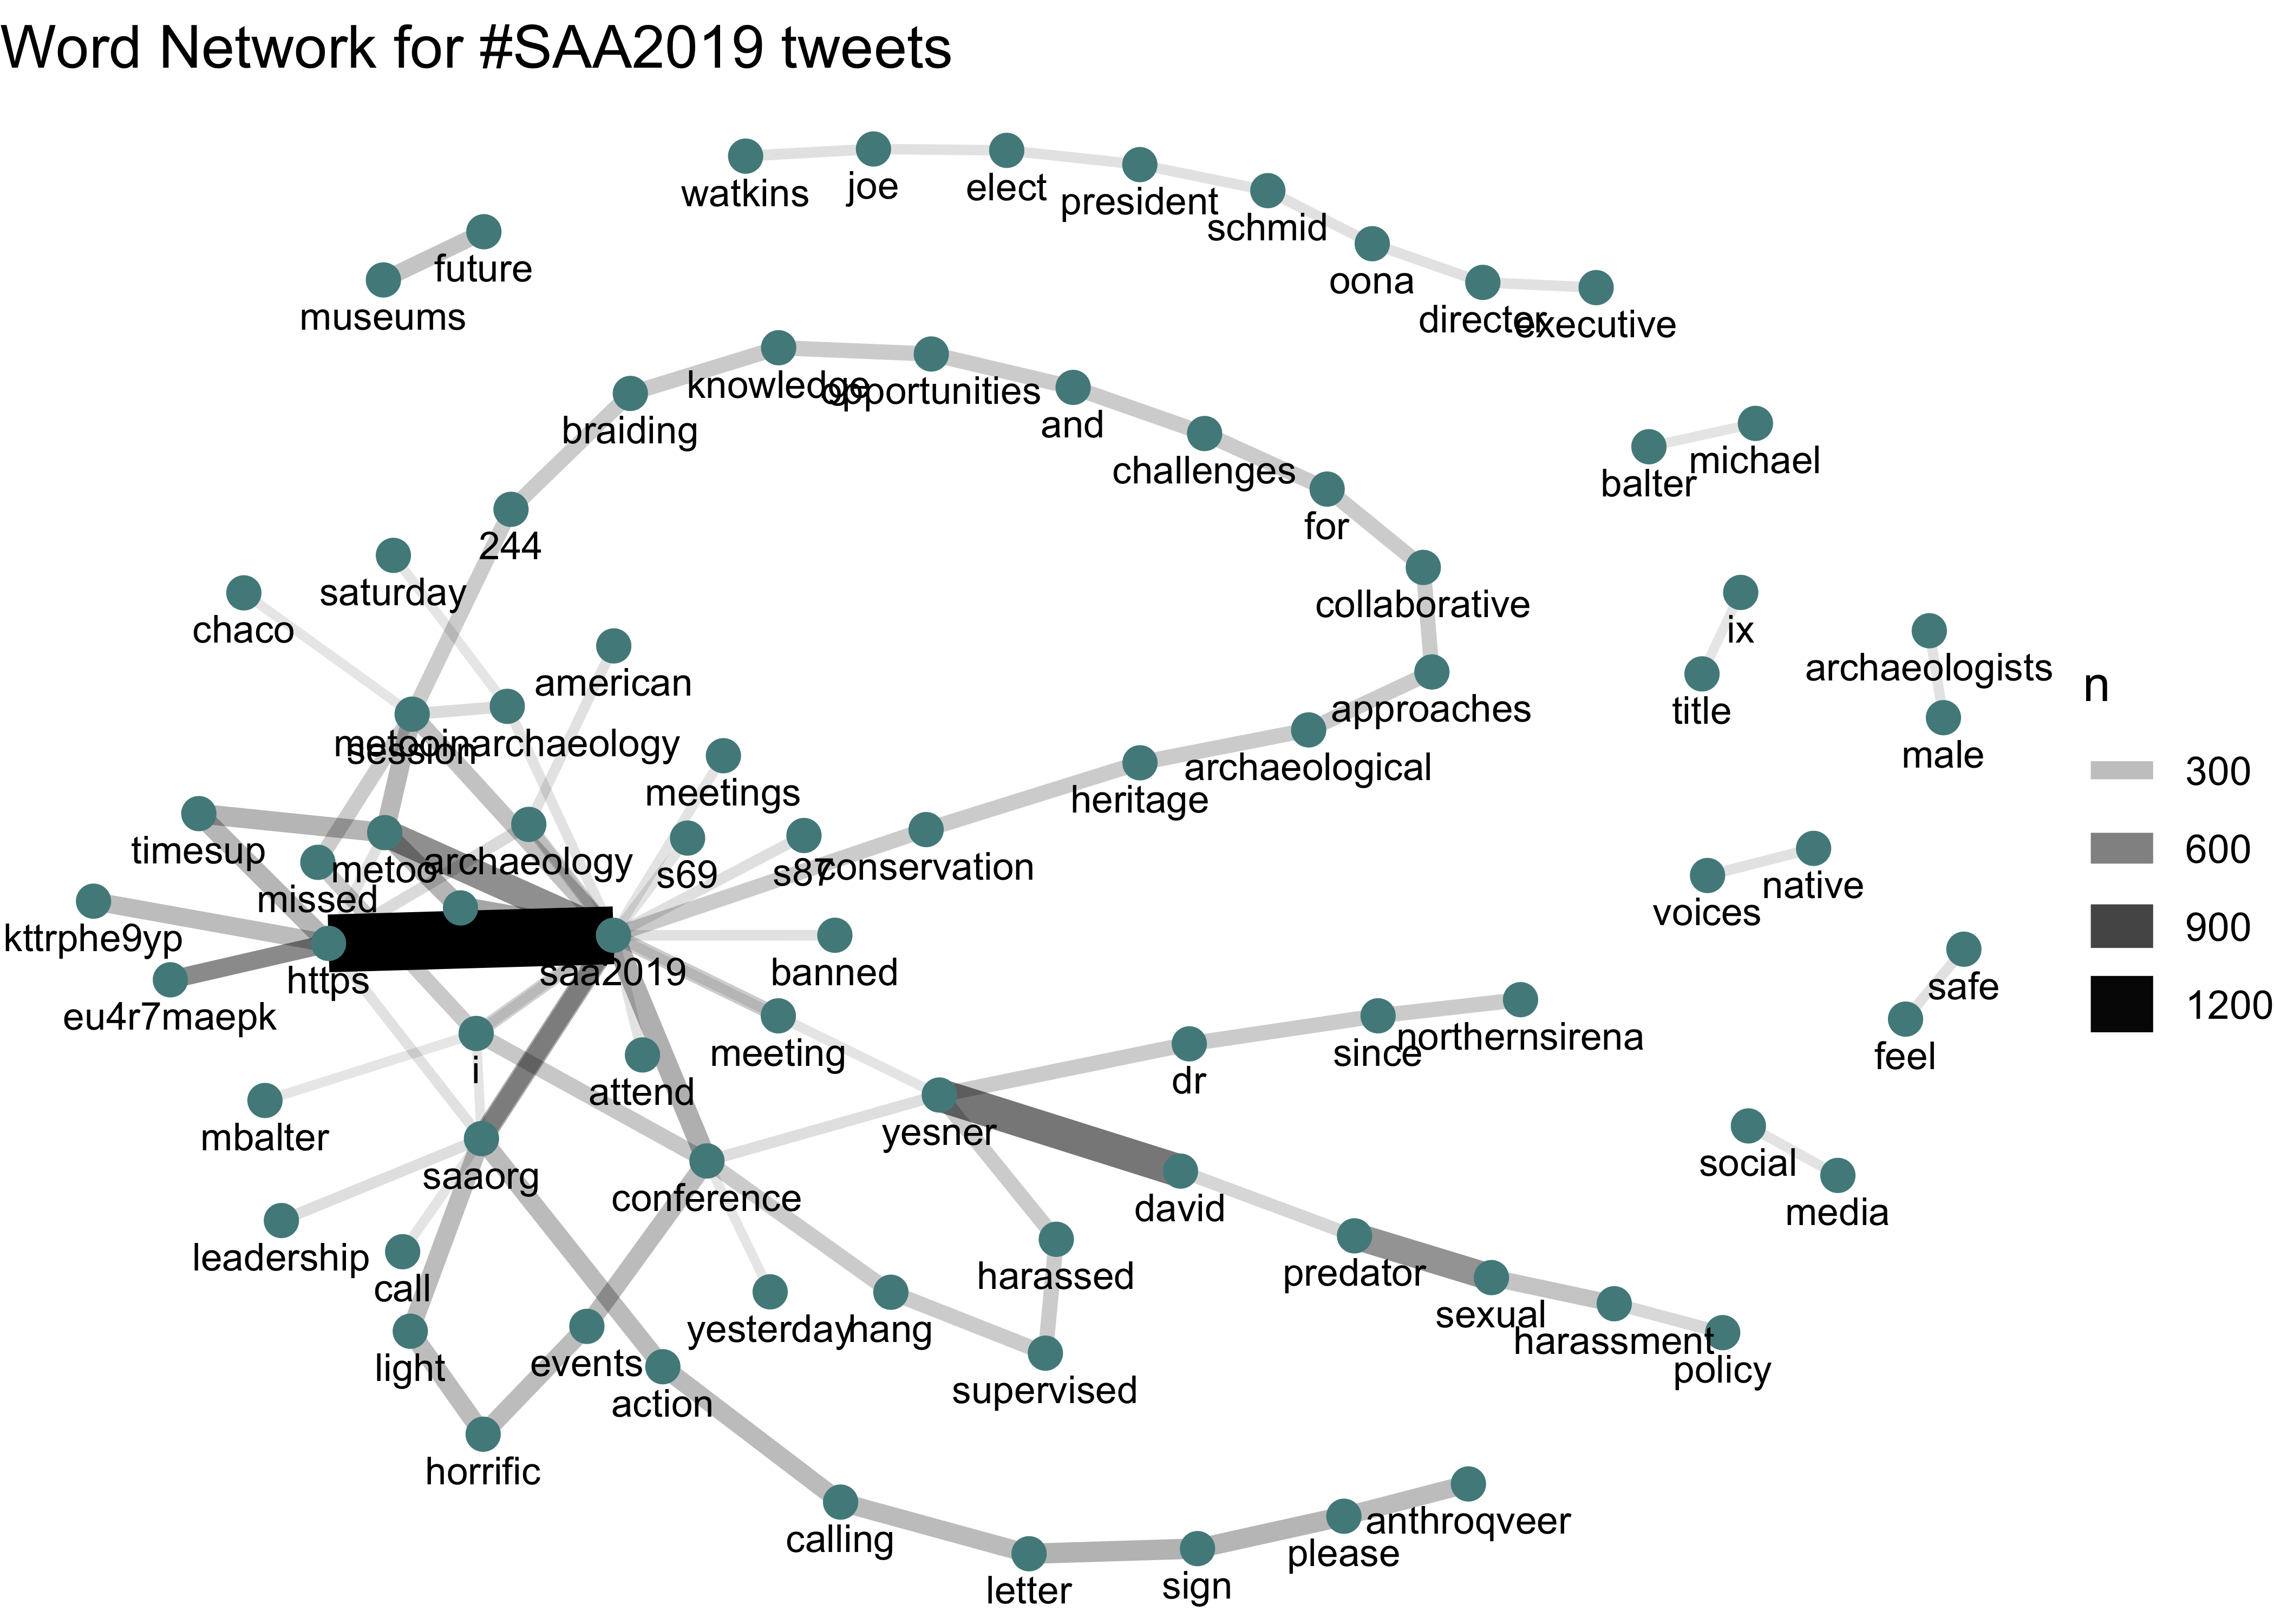 Word Network for #SAA2019 tweets
watkins
joe
elect
president
schmid
oona
director
executive
future
museums
knowledge
opportunities
braiding
and
challenges
for
balter
michael
244
saturday
chaco
collaborative
ix
title
archaeologists
male
american
approaches
metooinarchaeology
session
archaeological
meetings
heritage
timesup
metoo
archaeology
missed
s69
s87
conservation
voices
native
kttrphe9yp
https
saa2019
banned
eu4r7maepk
safe
feel
i
attend
meeting
since
northernsirena
dr
mbalter
saaorg
yesner
conference
david
social
media
leadership
call
harassed
predator
sexual
harassment
policy
light
events
action
yesterday
hang
supervised
horrific
calling
letter
sign
please
anthroqveer
n
300
600
900
1200